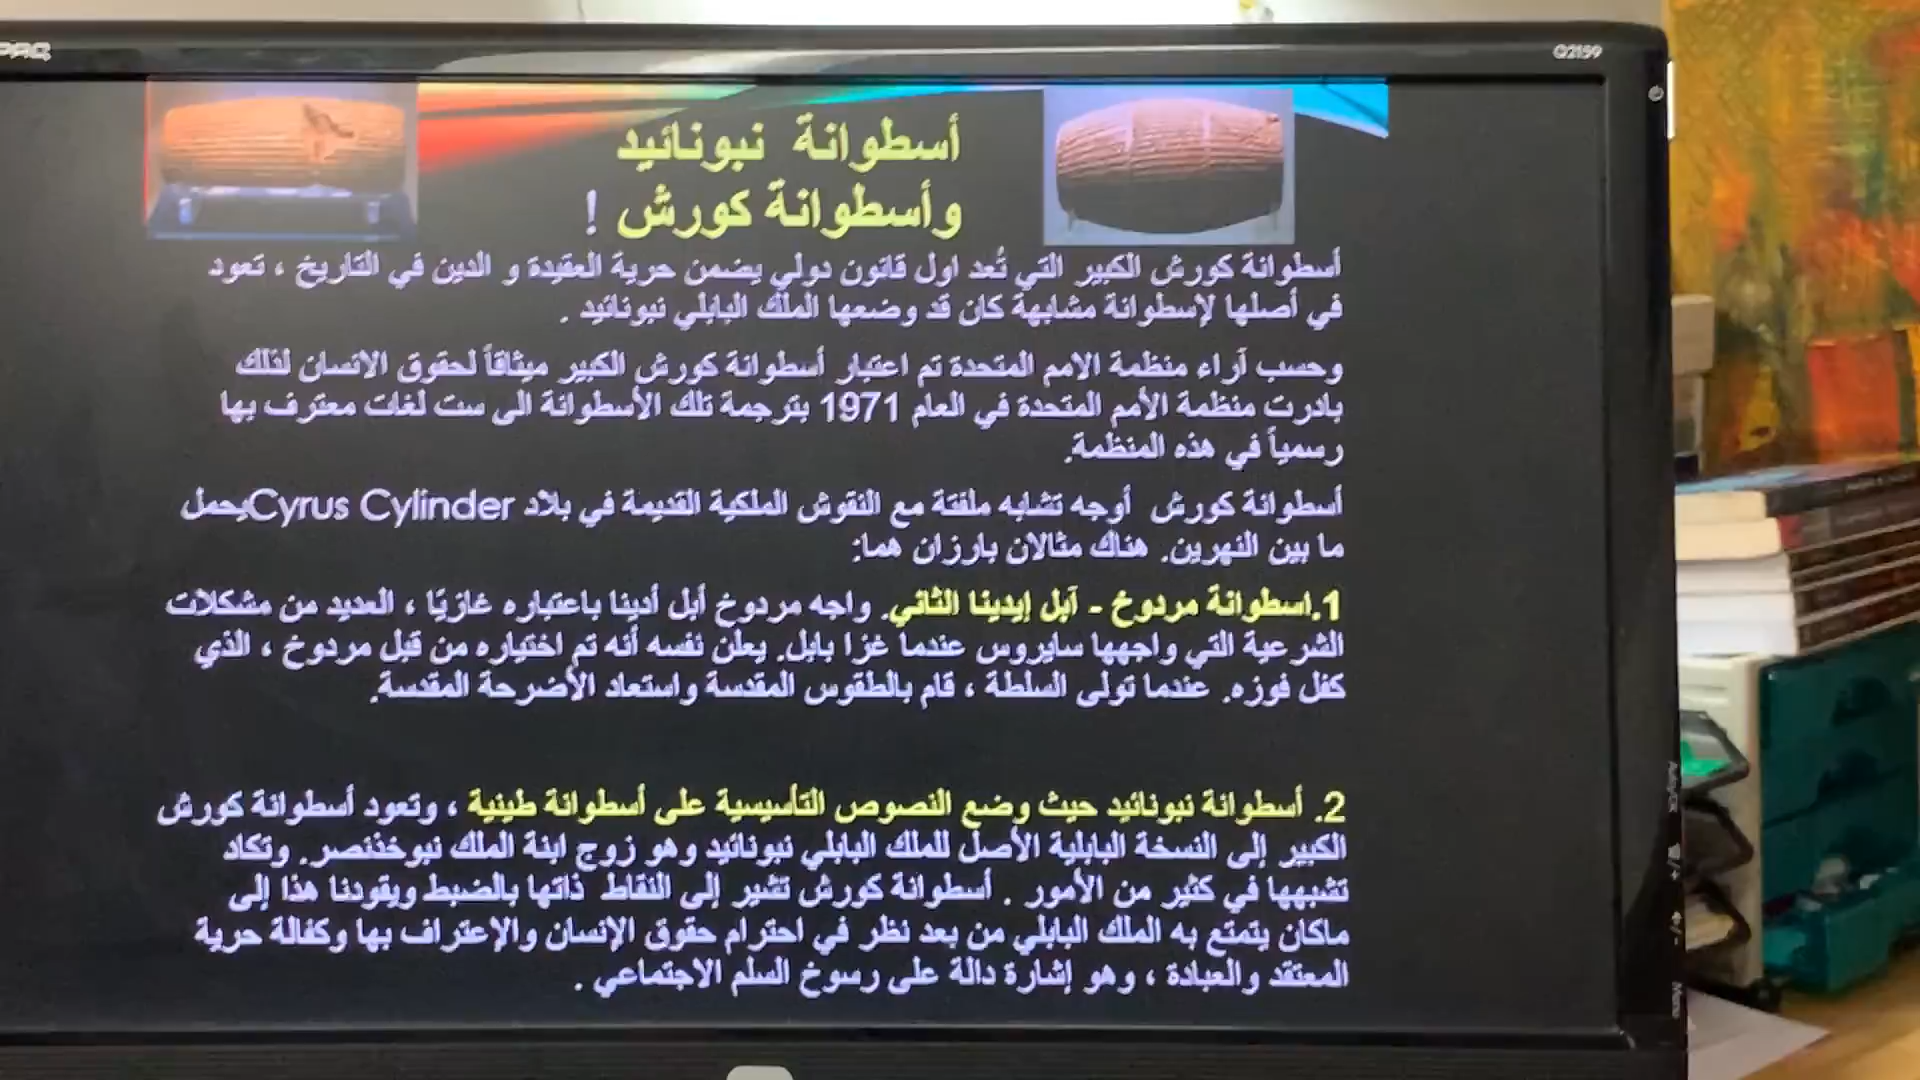 Q2159
أسطوانة نبونائيد
وأسطوانة كورش !
أسطوانة كورش الكبير التي تُعد اول قانون دولي يضمن حرية العقيدة و الدين في التاريخ ، تعود
في أصلها لإسطوانة مشابهة كان قد وضعها الملك البابلي نبونائيد .
وحسب آراء منظمة الامم المتحدة تم اعتبار أسطوانة كورش الكبير ميثاقاً لحقوق الانسان لذلك
بادرت منظمة الأمم المتحدة في العام 1971 بترجمة تلك الأسطوانة الى ست لغات معترف بها
رسمياً في هذه المنظمة.
أسطوانة كورش أوجه تشابه ملفتة مع النقوش الملكية القديمة في بلاد Cyrus Cylinderيحمل
ما بين النهرين. هناك مثالان بارزان هما:
1.اسطوانة مردوخ - آبل إيدينا الثاني. واجه مردوخ أبل أدينا باعتباره غازيًا ، العديد من مشكلات
الشرعية التي واجهها سايروس عندما غزا بابل. يعلن نفسه أنه تم اختياره من قبل مردوخ ، الذي
كفل فوزه. عندما تولى السلطة ، قام بالطقوس المقدسة واستعاد الأضرحة المقدسة.
2. أسطوانة نبونائيد حيث وضع النصوص التأسيسية على أسطوانة طينية ، وتعود أسطوانة كورش
الكبير إلى النسخة البابلية الأصل للملك البابلي نبونائيد وهو زوج ابنة الملك نبوخذنصر. وتكاد
تشبهها في كثير من الأمور . أسطوانة كورش تشير إلى النقاط ذاتها بالضبط ويقودنا هذا إلى
ماكان يتمتع به الملك البابلي من بعد نظر في احترام حقوق الإنسان والإعتراف بها وكفالة حرية
المعتقد والعبادة ، وهو إشارة دالة على رسوخ السلم الاجتماعي .